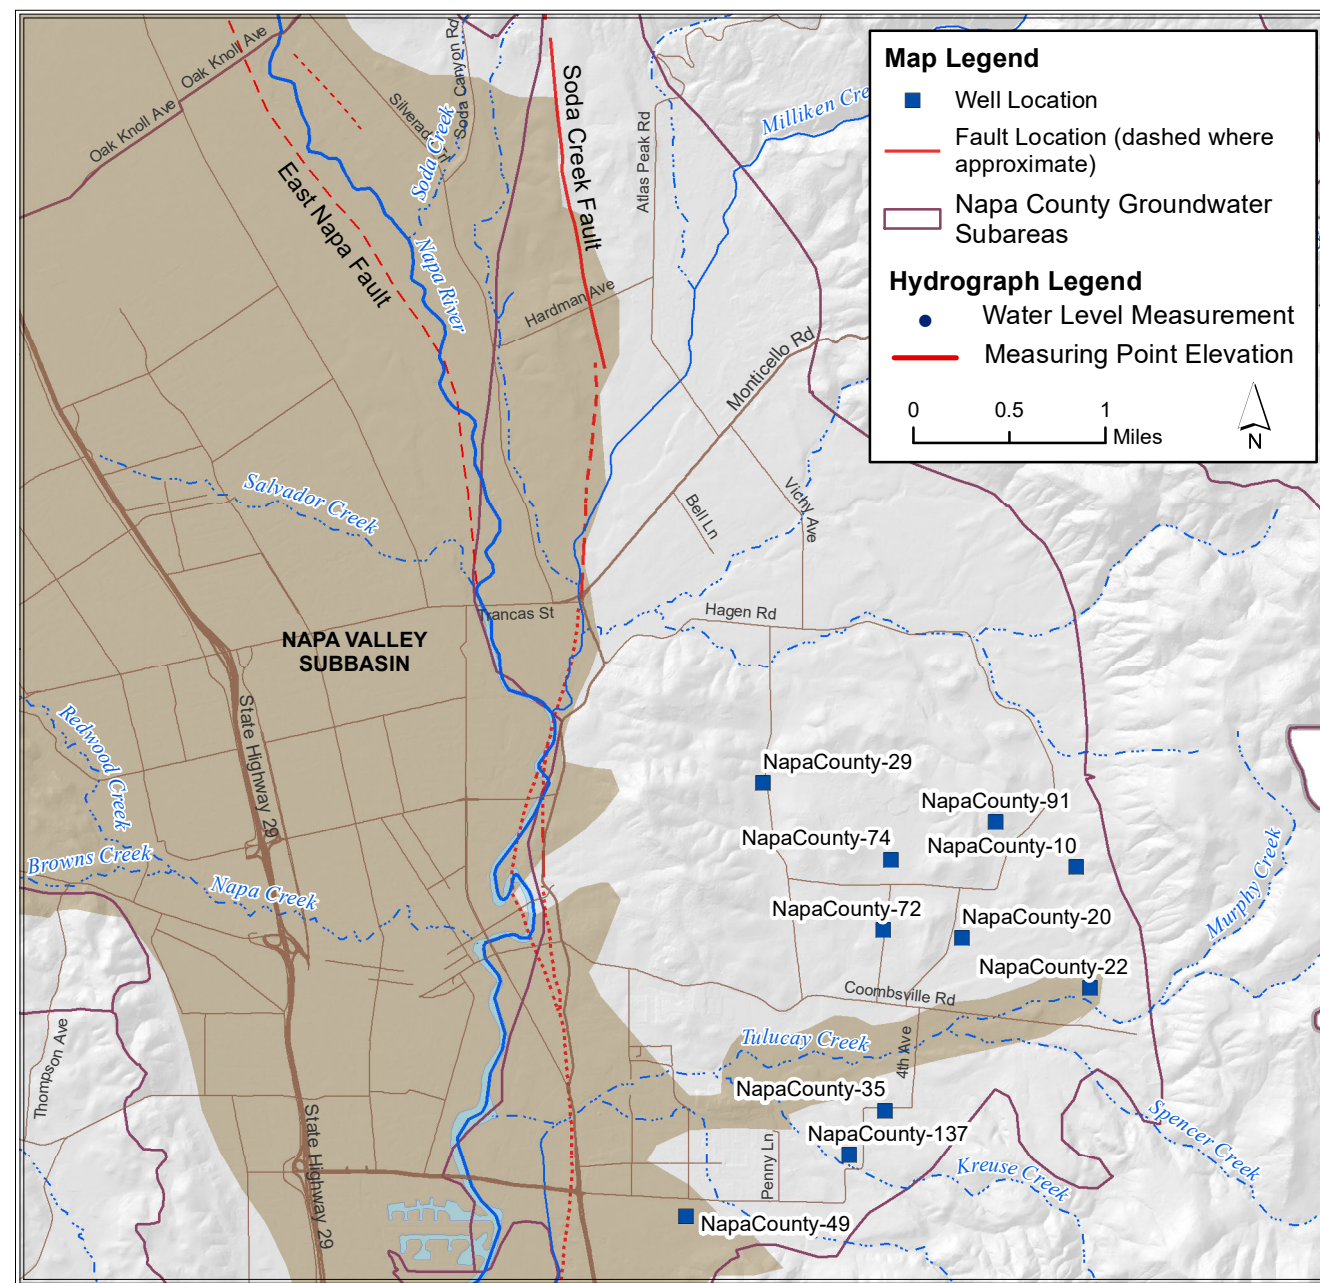 Map Legend
Well Location
Fault Location (dashed where
approximate)
Napa County Groundwater
Subareas
Hydrograph Legend
Water Level Measurement
Measuring Point Elevation
0 0.5 1
Miles
N
Oak Knoll Ave
Oak Knoll Ave
Silverado
Soda Canyon Rd
Soda Creek
Soda Creek Fault
Atlas Peak Rd
Milliken Cre
East Napa Fault
Napa River
Hardman Ave
Monticello Rd
Salvador Creek
Bell Ln
Vichy Ave
Trancas St
Hagen Rd
NAPA VALLEY
SUBBASIN
Redwood Creek
State Highway 29
NapaCounty-29
NapaCounty-91
NapaCounty-74
NapaCounty-10
Browns Creek
Napa Creek
NapaCounty-72
NapaCounty-20
Murphy Creek
NapaCounty-22
Coombsville Rd
Tulucay Creek
4th Ave
Thompson Ave
NapaCounty-35
NapaCounty-137
Spencer Creek
State Highway 29
Penny Ln
Kreuse Creek
NapaCounty-49